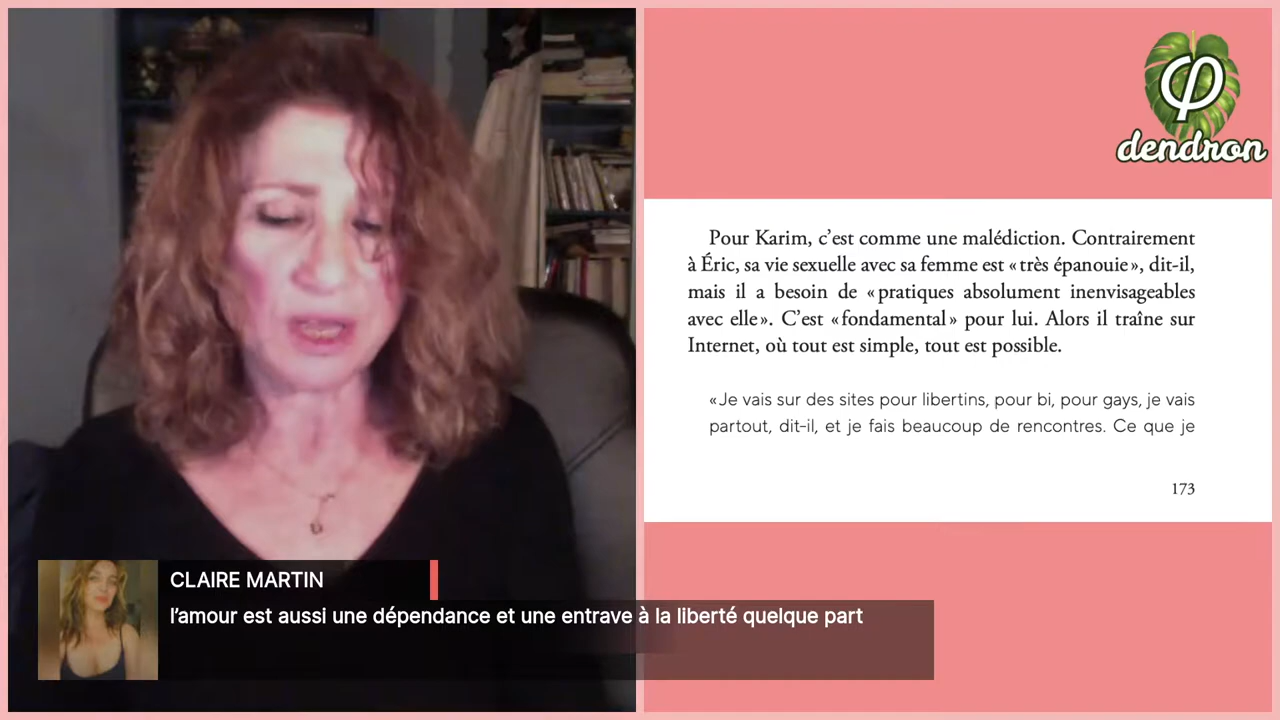 φ
dendron
Pour Karim, c’est comme une malédiction. Contrairement
à Éric, sa vie sexuelle avec sa femme est « très épanouie », dit-il,
mais il a besoin de « pratiques absolument inenvisageables
avec elle ». C’est « fondamental » pour lui. Alors il traîne sur
Internet, où tout est simple, tout est possible.
« Je vais sur des sites pour libertins, pour bi, pour gays, je vais
partout, dit-il, et je fais beaucoup de rencontres. Ce que je
173
CLAIRE MARTIN
l’amour est aussi une dépendance et une entrave à la liberté quelque part